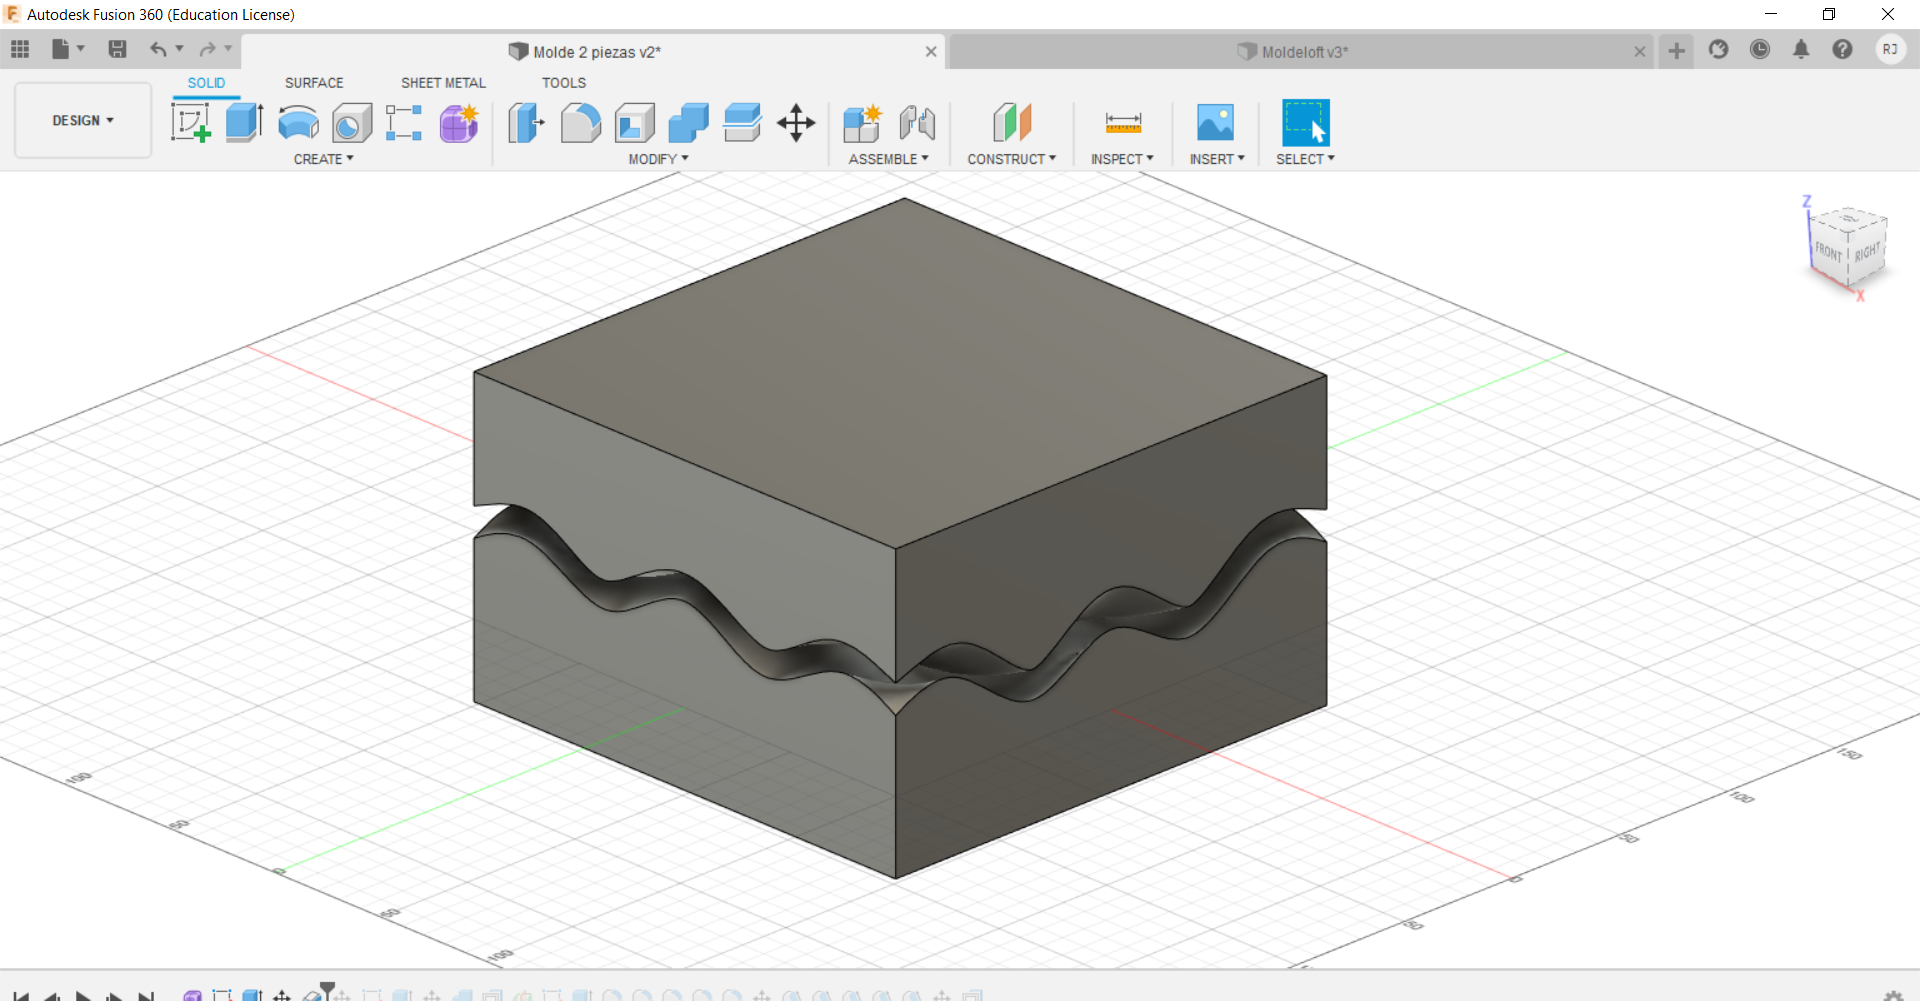 Autodesk Fusion 360 (Education License)
Molde 2 piezas v2*
Moldeloft v3*
RJ
SOLID
SURFACE
SHEET METAL
TOOLS
DESIGN
CREATE
MODIFY
ASSEMBLE
CONSTRUCT
INSPECT
INSERT
SELECT
Z
FRONT
RIGHT
X
100
50
0
50
100
150
100
50
0
50